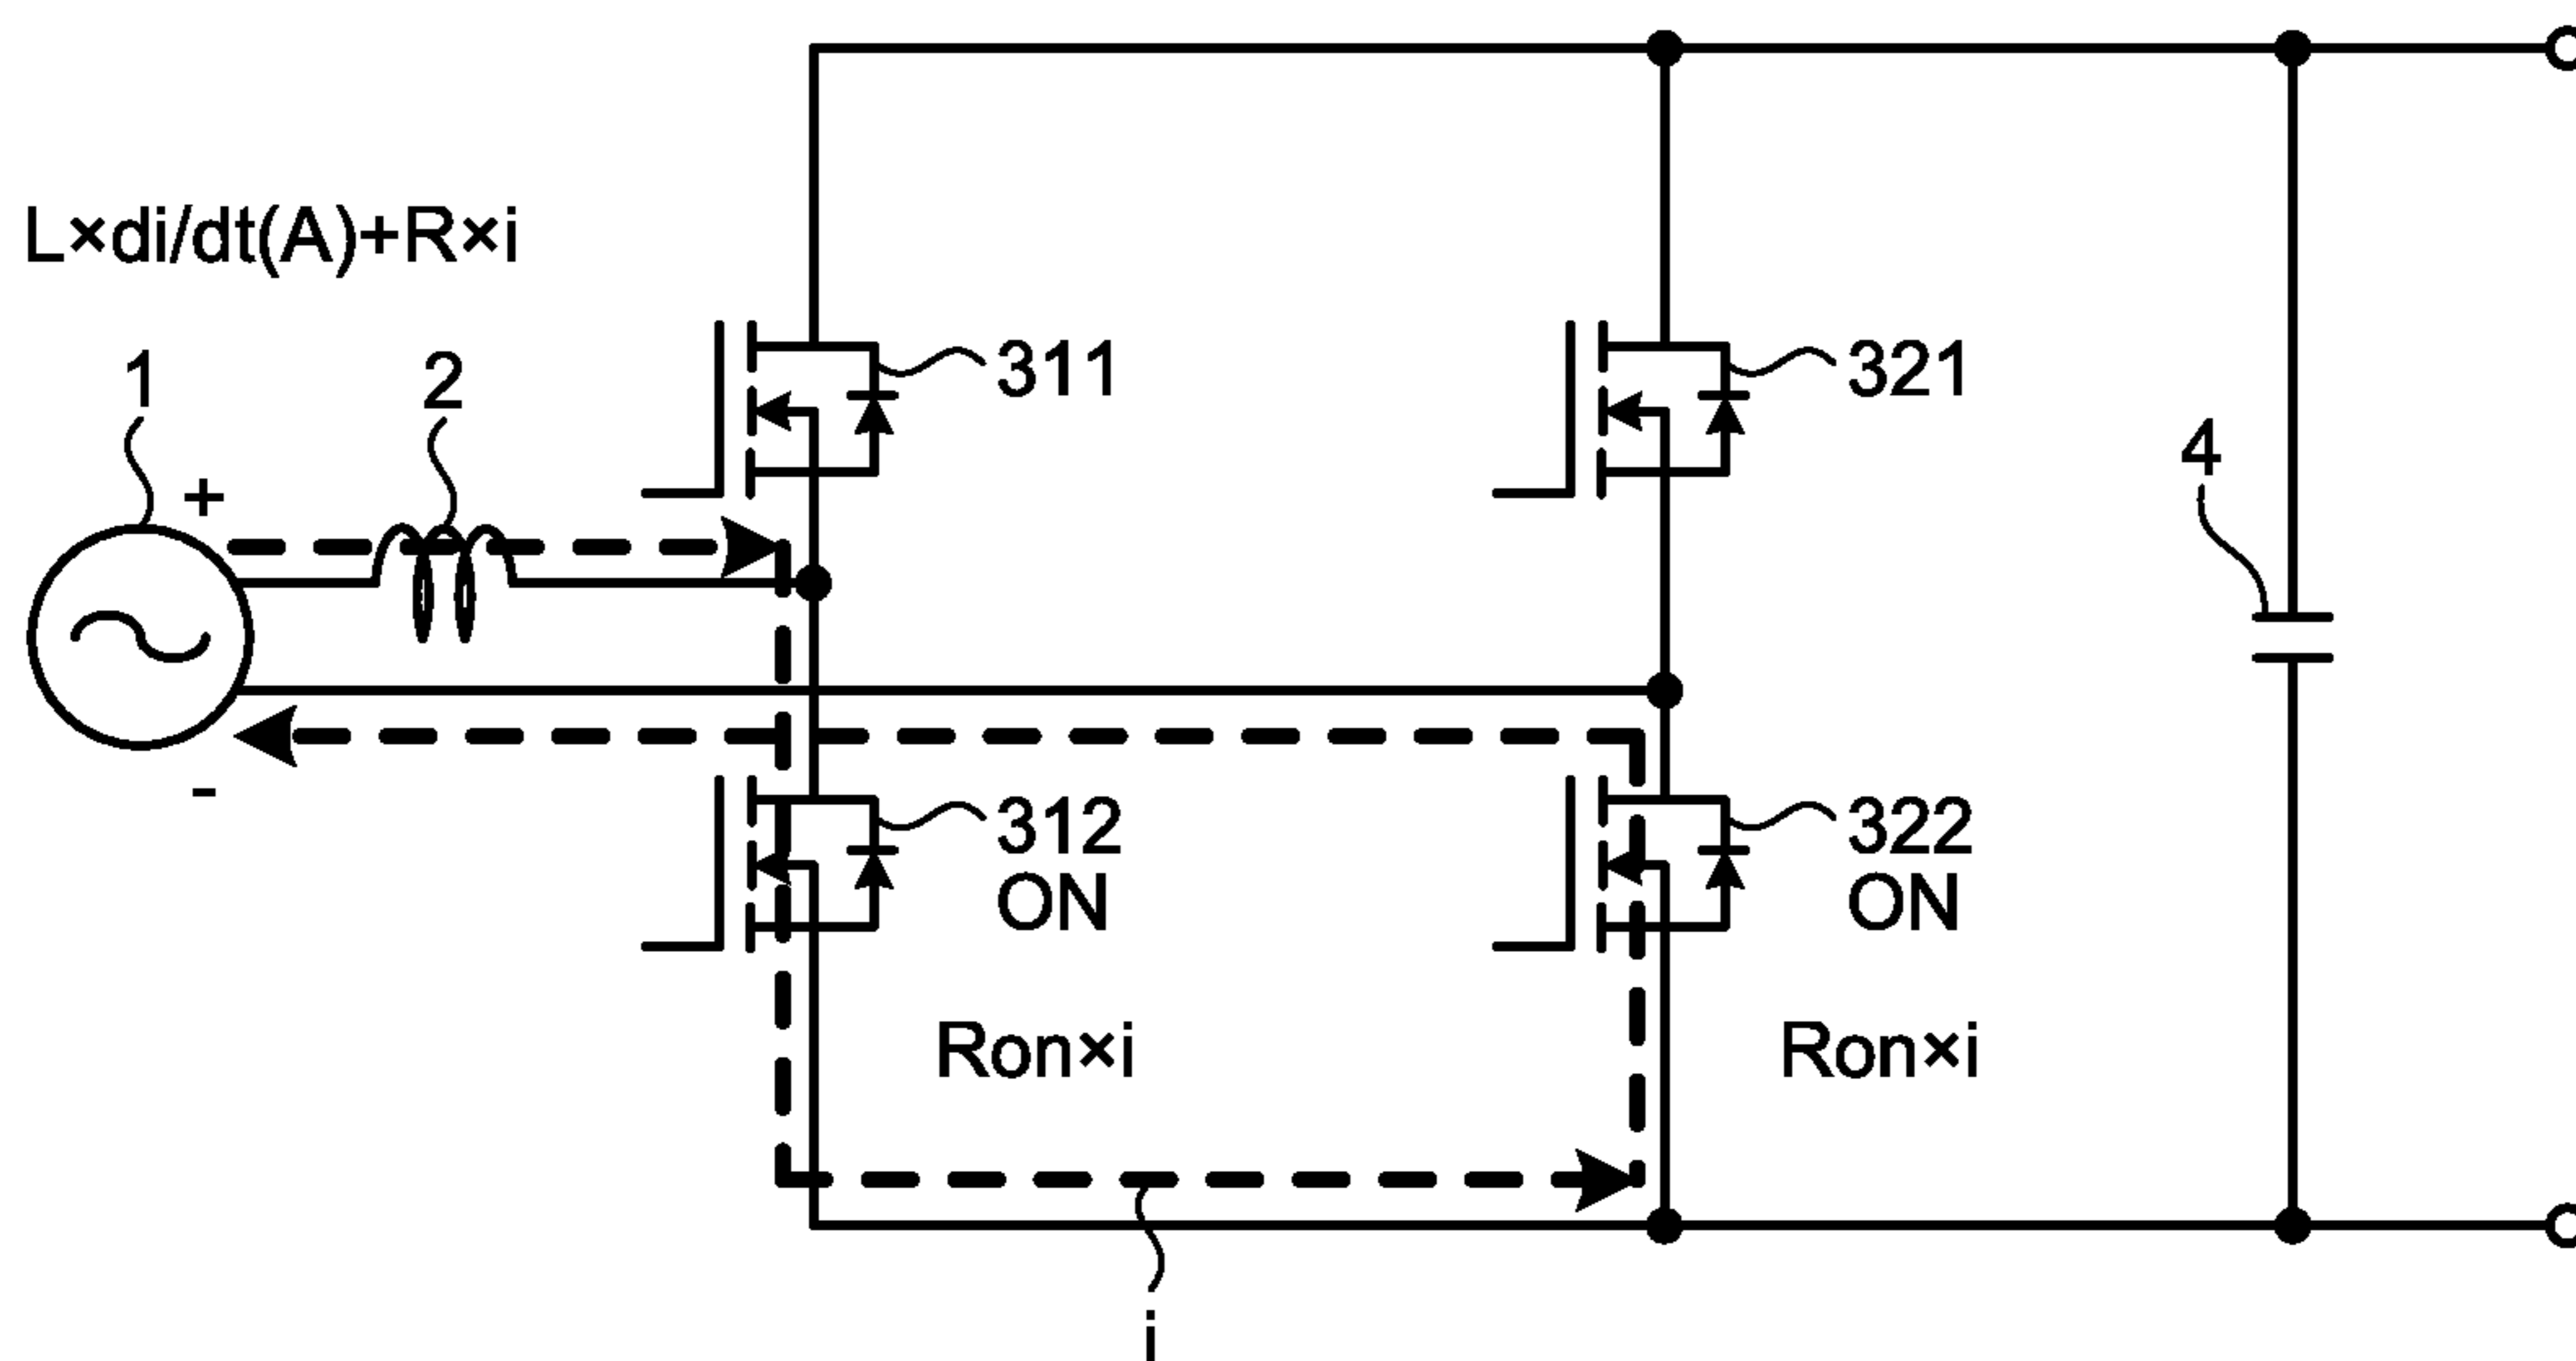 L×di/dt(A)+R×i
1
2
+
-
311
321
4
312
ON
322
ON
Ron×i
Ron×i
i